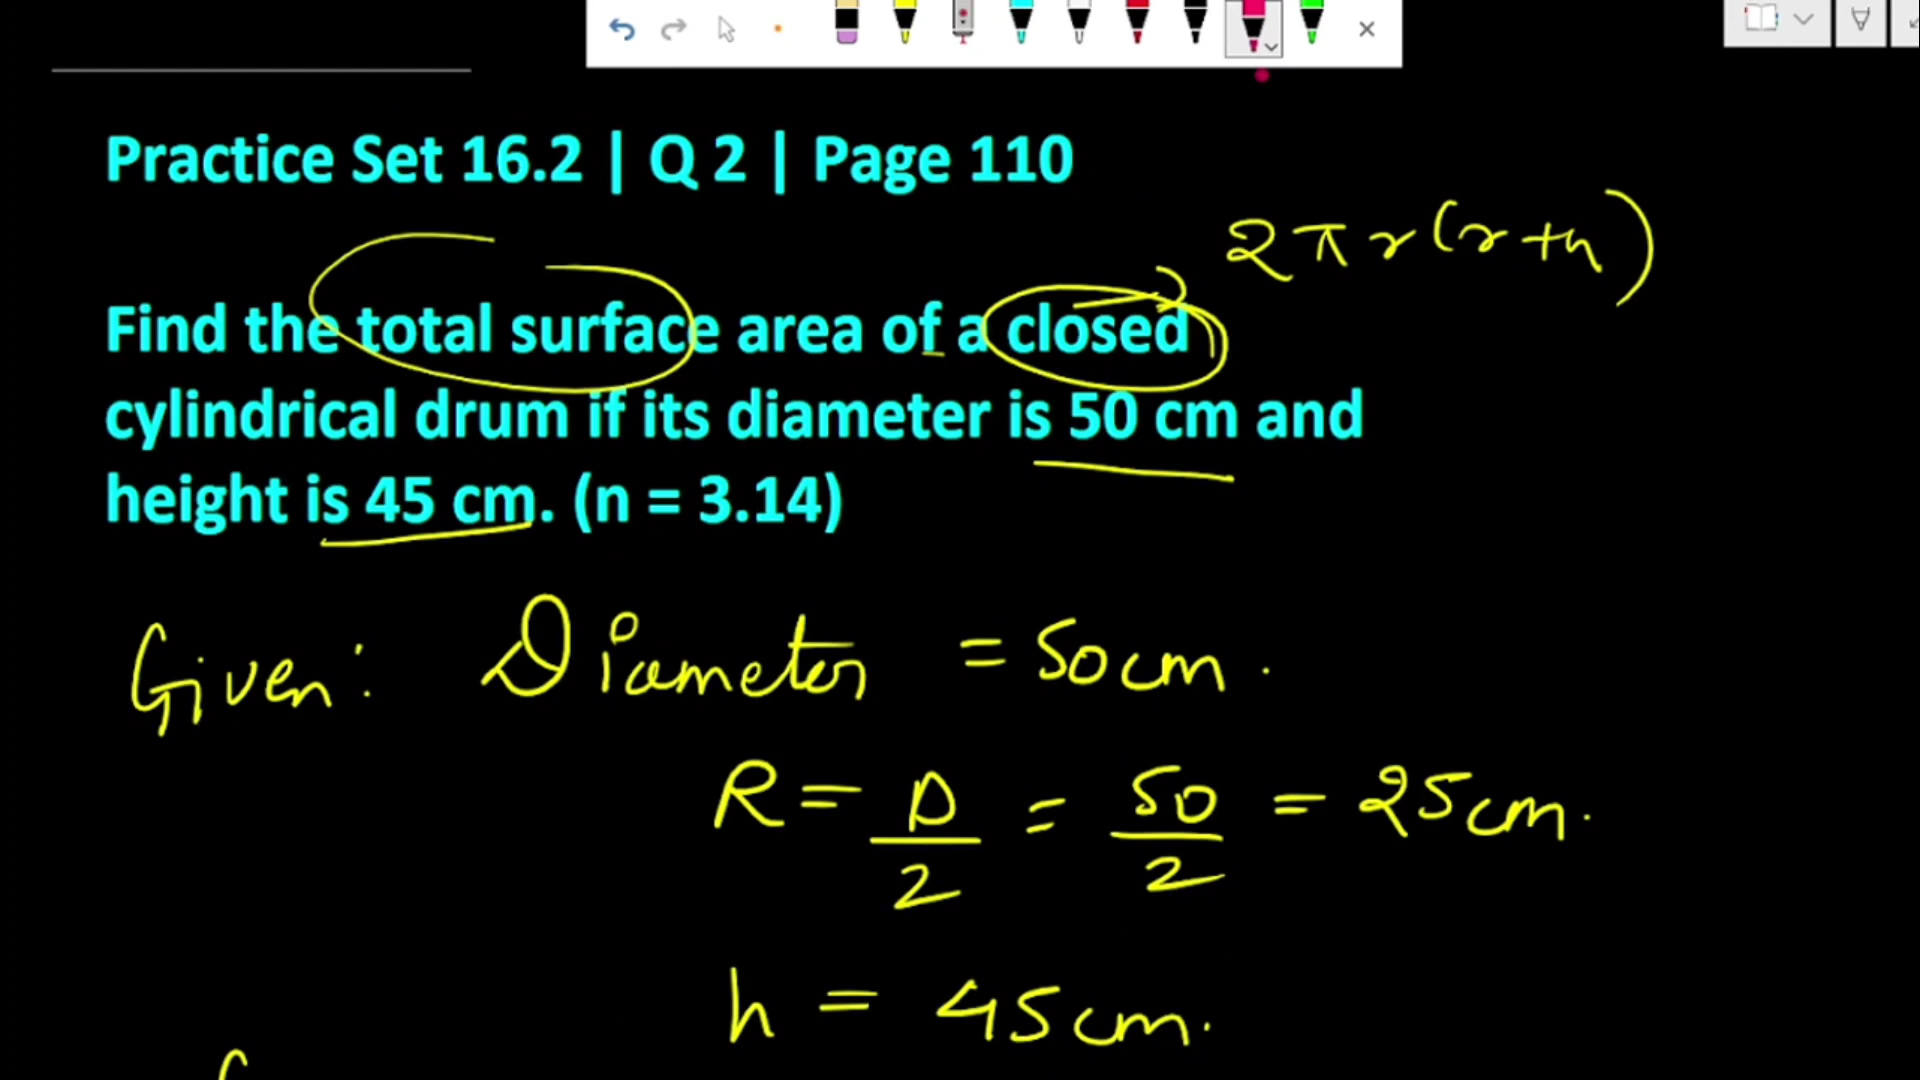 Practice Set 16.2 | Q 2 | Page 110
2πr(r+h)
Find the total surface area of a closed
cylindrical drum if its diameter is 50 cm and
height is 45 cm. (n = 3.14)
Given: Diameter = 50cm.
R = D/2 = 50/2 = 25cm.
h = 45cm.